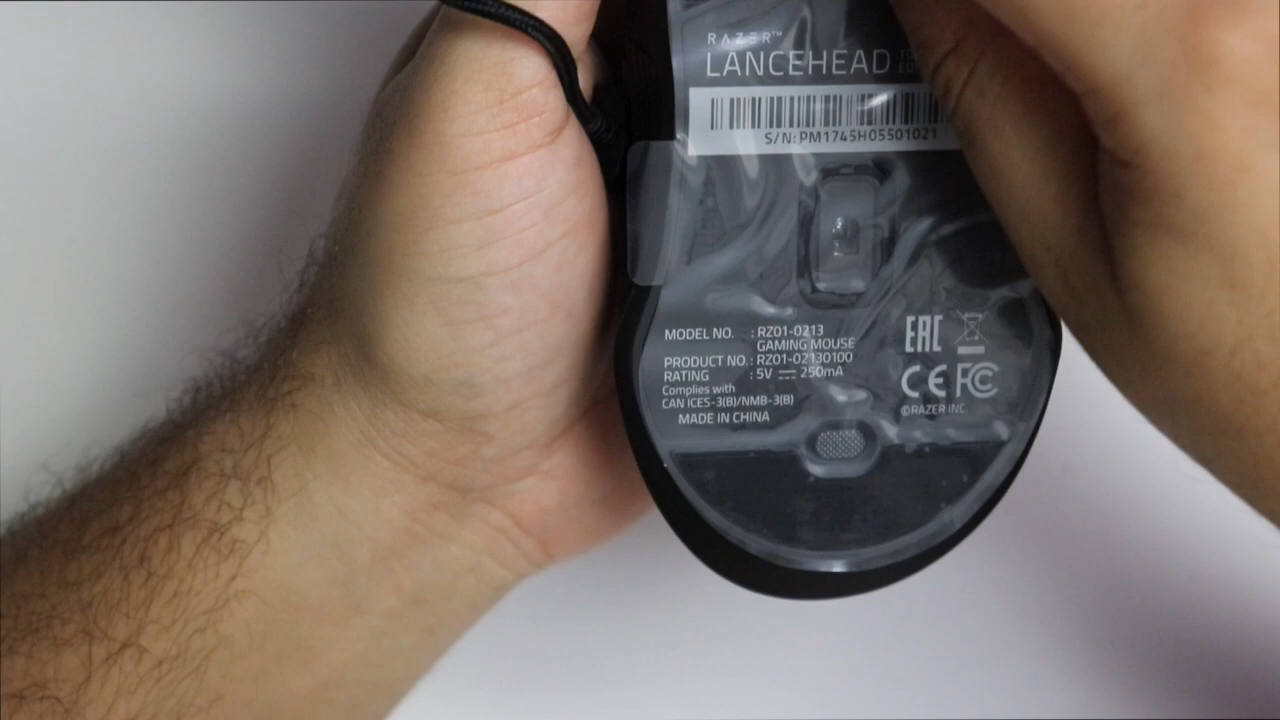 RAZER™
LANCEHEAD
S/N: PM1745H05501021
MODEL NO. : RZ01-0213
GAMING MOUSE
PRODUCT NO. : RZ01-02130100
RATING : 5V ⎓ 250mA
Complies with
CAN ICES-3(B)/NMB-3(B)
MADE IN CHINA
EAC
CE FC
©RAZER INC.